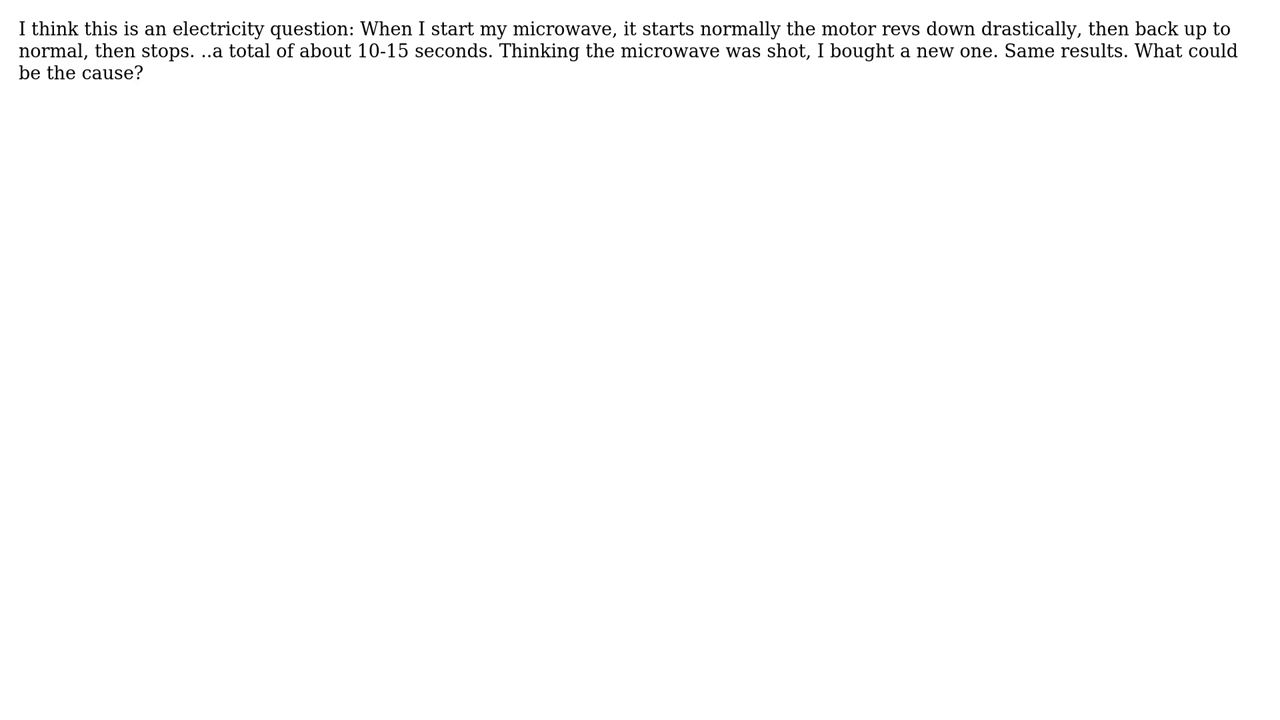 I think this is an electricity question: When I start my microwave, it starts normally the motor revs down drastically, then back up to
normal, then stops. ..a total of about 10-15 seconds. Thinking the microwave was shot, I bought a new one. Same results. What could
be the cause?